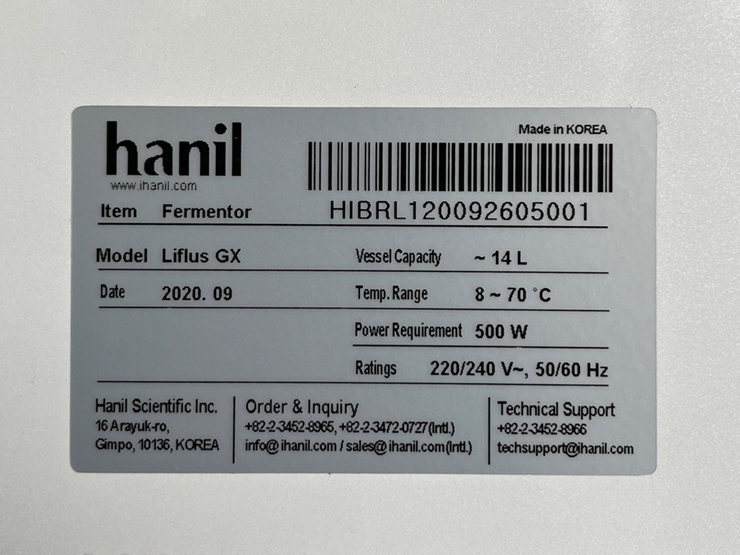 hanil
www.ihanil.com
Made in KOREA
HIBRL120092605001
Item Fermentor
Model Liflus GX
Date 2020. 09
Vessel Capacity ~ 14 L
Temp. Range 8 ~ 70 °C
Power Requirement 500 W
Ratings 220/240 V~, 50/60 Hz
Hanil Scientific Inc.
16 Arayuk-ro,
Gimpo, 10136, KOREA
Order & Inquiry
+82-2-3452-8965, +82-2-3472-0727(Intl.)
info@ihanil.com / sales@ihanil.com(Intl.)
Technical Support
+82-2-3452-8966
techsupport@ihanil.com